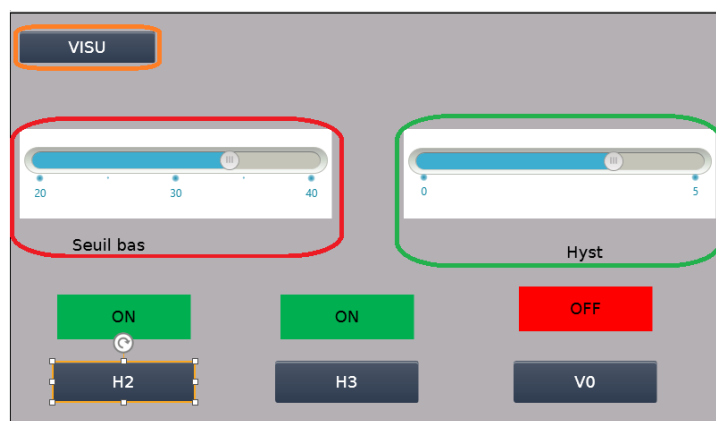 VISU
20 30 40
0 5
Seuil bas
Hyst
ON ON OFF
H2 H3 V0